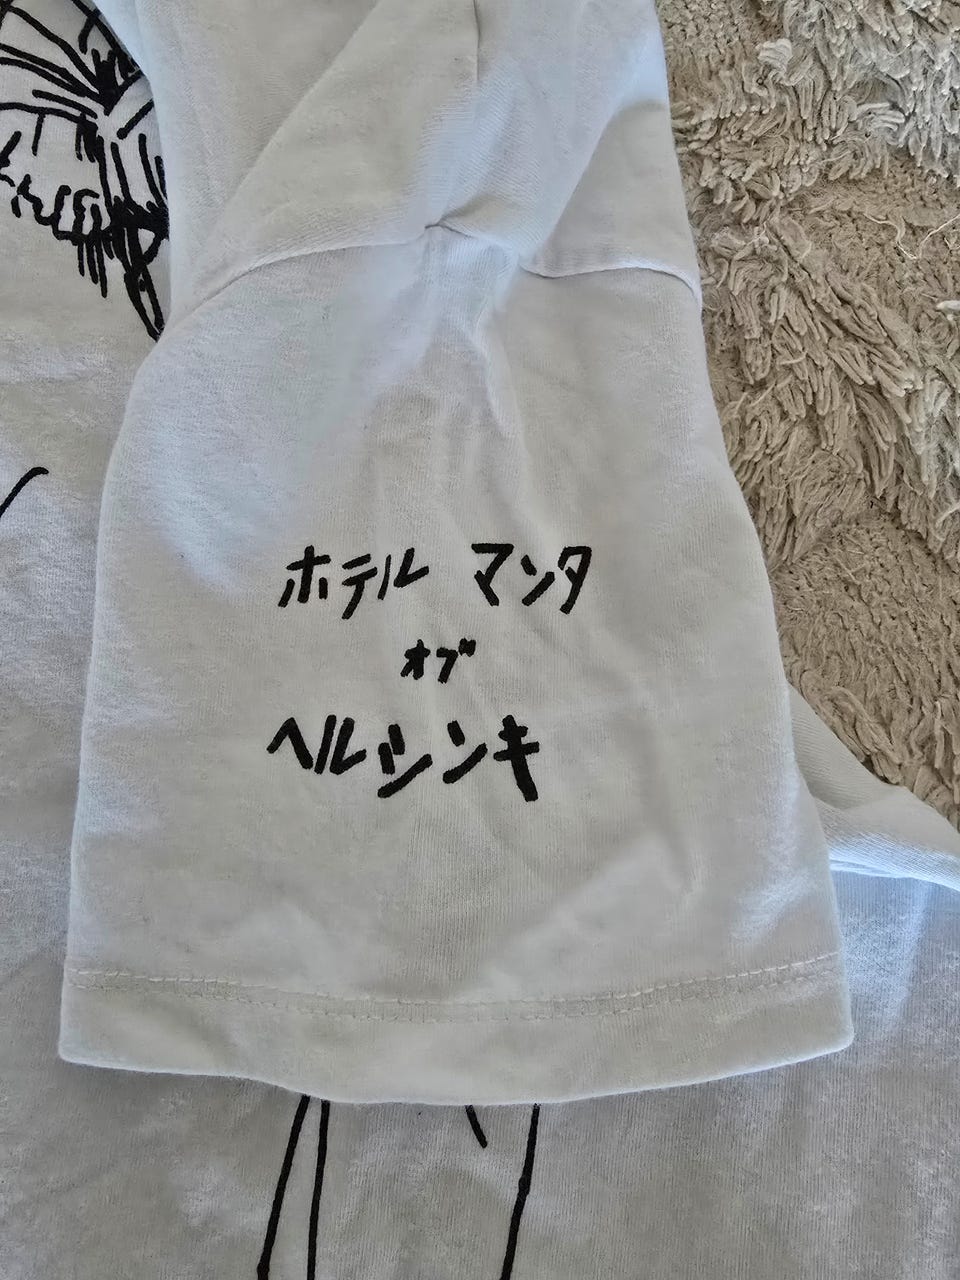 ホテル マンタ
オブ
ヘルシンキ